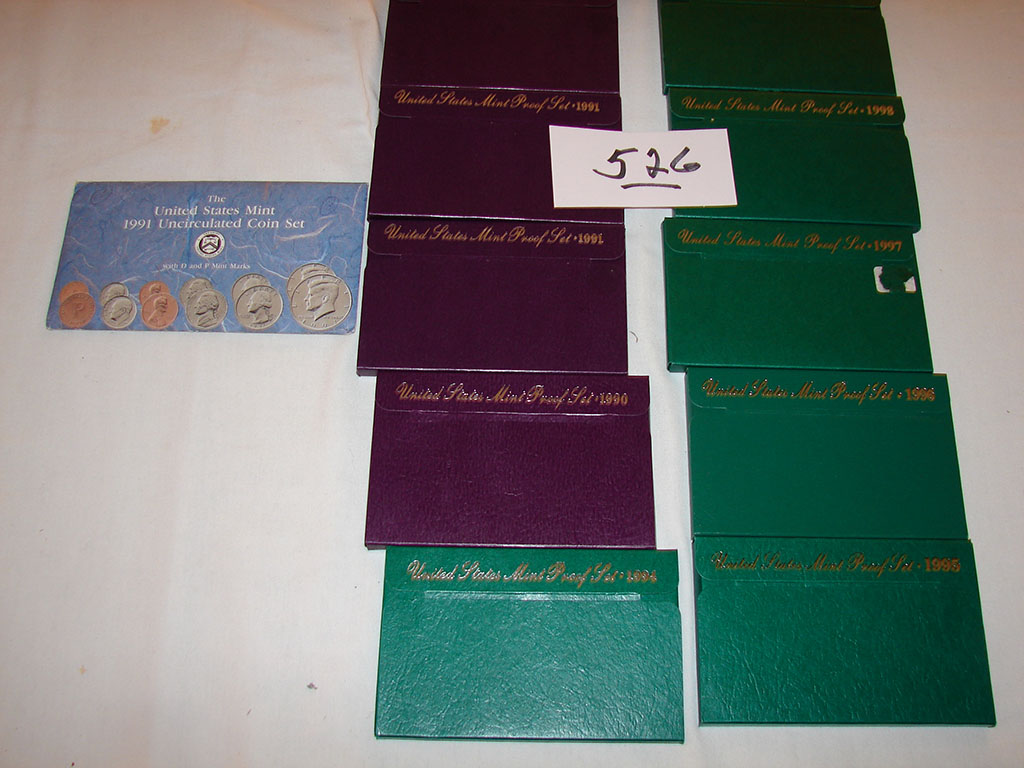 The
United States Mint
1991 Uncirculated Coin Set
with D and P Mint Marks
United States Mint Proof Set • 1991
United States Mint Proof Set • 1991
United States Mint Proof Set • 1990
United States Mint Proof Set • 1994
526
United States Mint Proof Set • 1998
United States Mint Proof Set • 1997
United States Mint Proof Set • 1996
United States Mint Proof Set • 1995